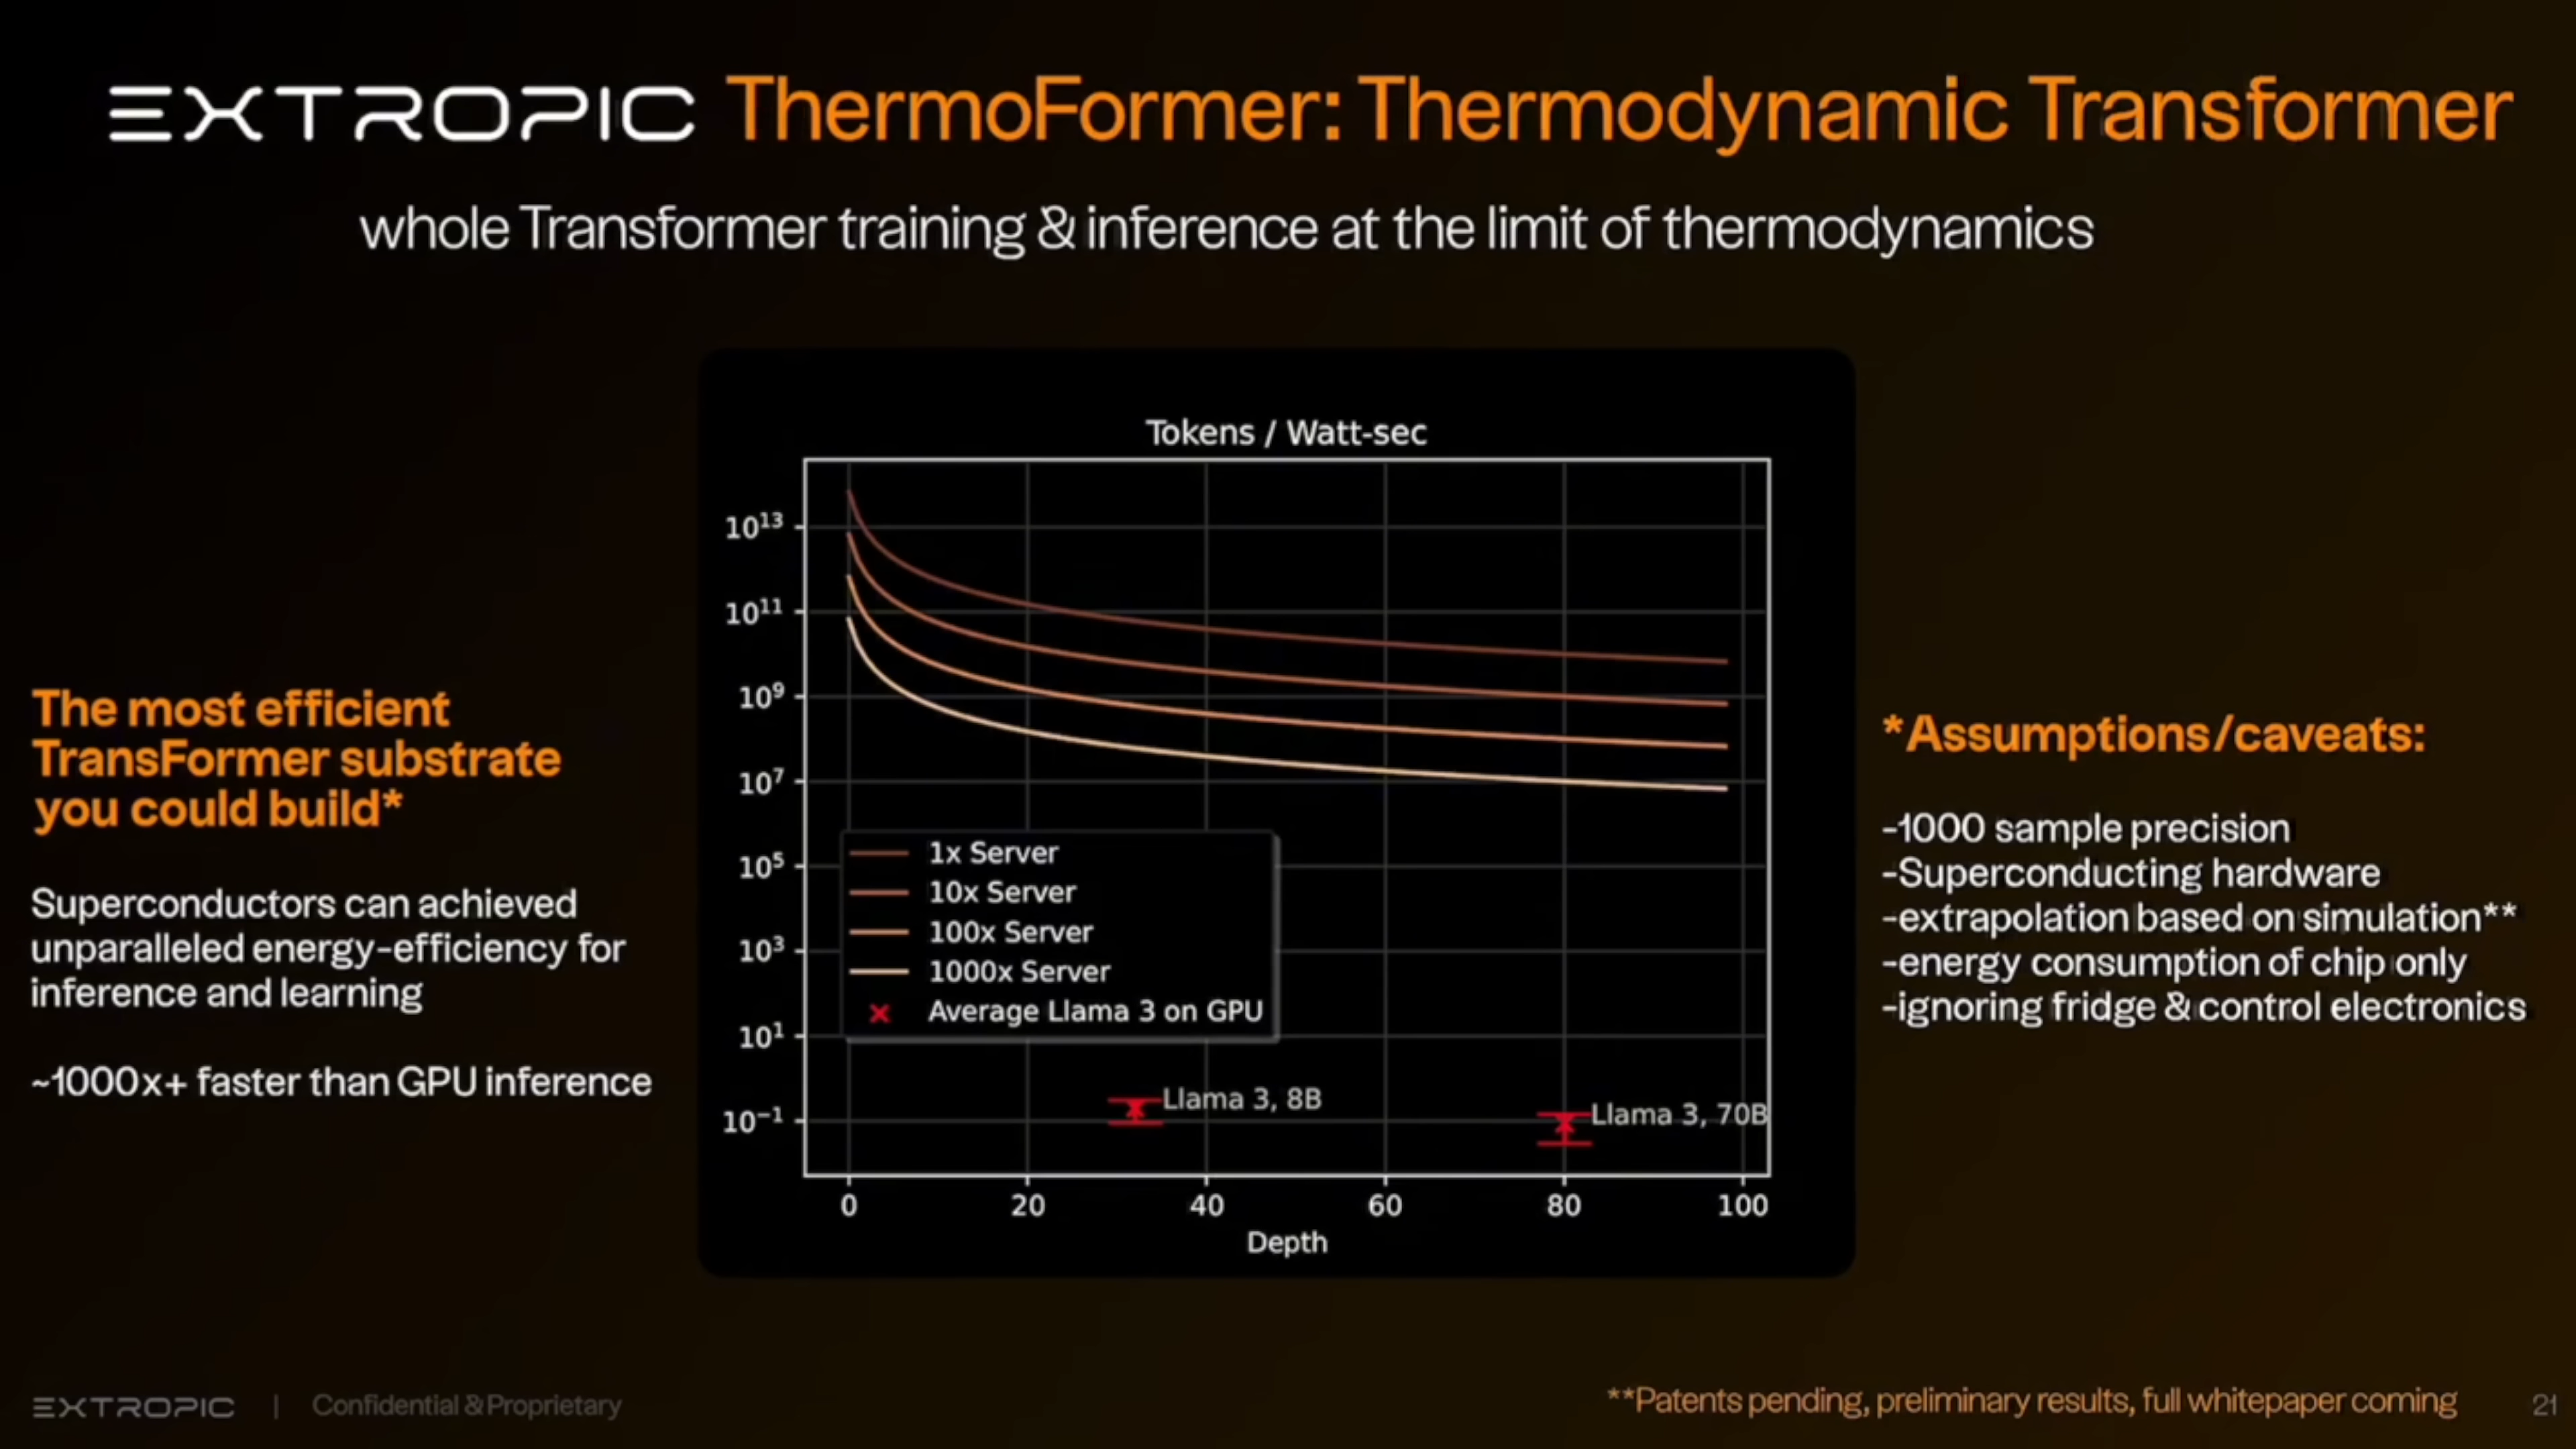 EXTROPIC ThermoFormer: Thermodynamic Transformer
whole Transformer training & inference at the limit of thermodynamics
The most efficient
TransFormer substrate
you could build*
Superconductors can achieved
unparalleled energy-efficiency for
inference and learning
~1000x+ faster than GPU inference
Tokens / Watt-sec
10¹³
10¹¹
10⁹
10⁷
10⁵
10³
10¹
10⁻¹
1x Server
10x Server
100x Server
1000x Server
Average Llama 3 on GPU
Llama 3, 8B
Llama 3, 70B
0 20 40 60 80 100
Depth
*Assumptions/caveats:
-1000 sample precision
-Superconducting hardware
-extrapolation based on simulation**
-energy consumption of chip only
-ignoring fridge & control electronics
EXTROPIC | Confidential & Proprietary
**Patents pending, preliminary results, full whitepaper coming
21